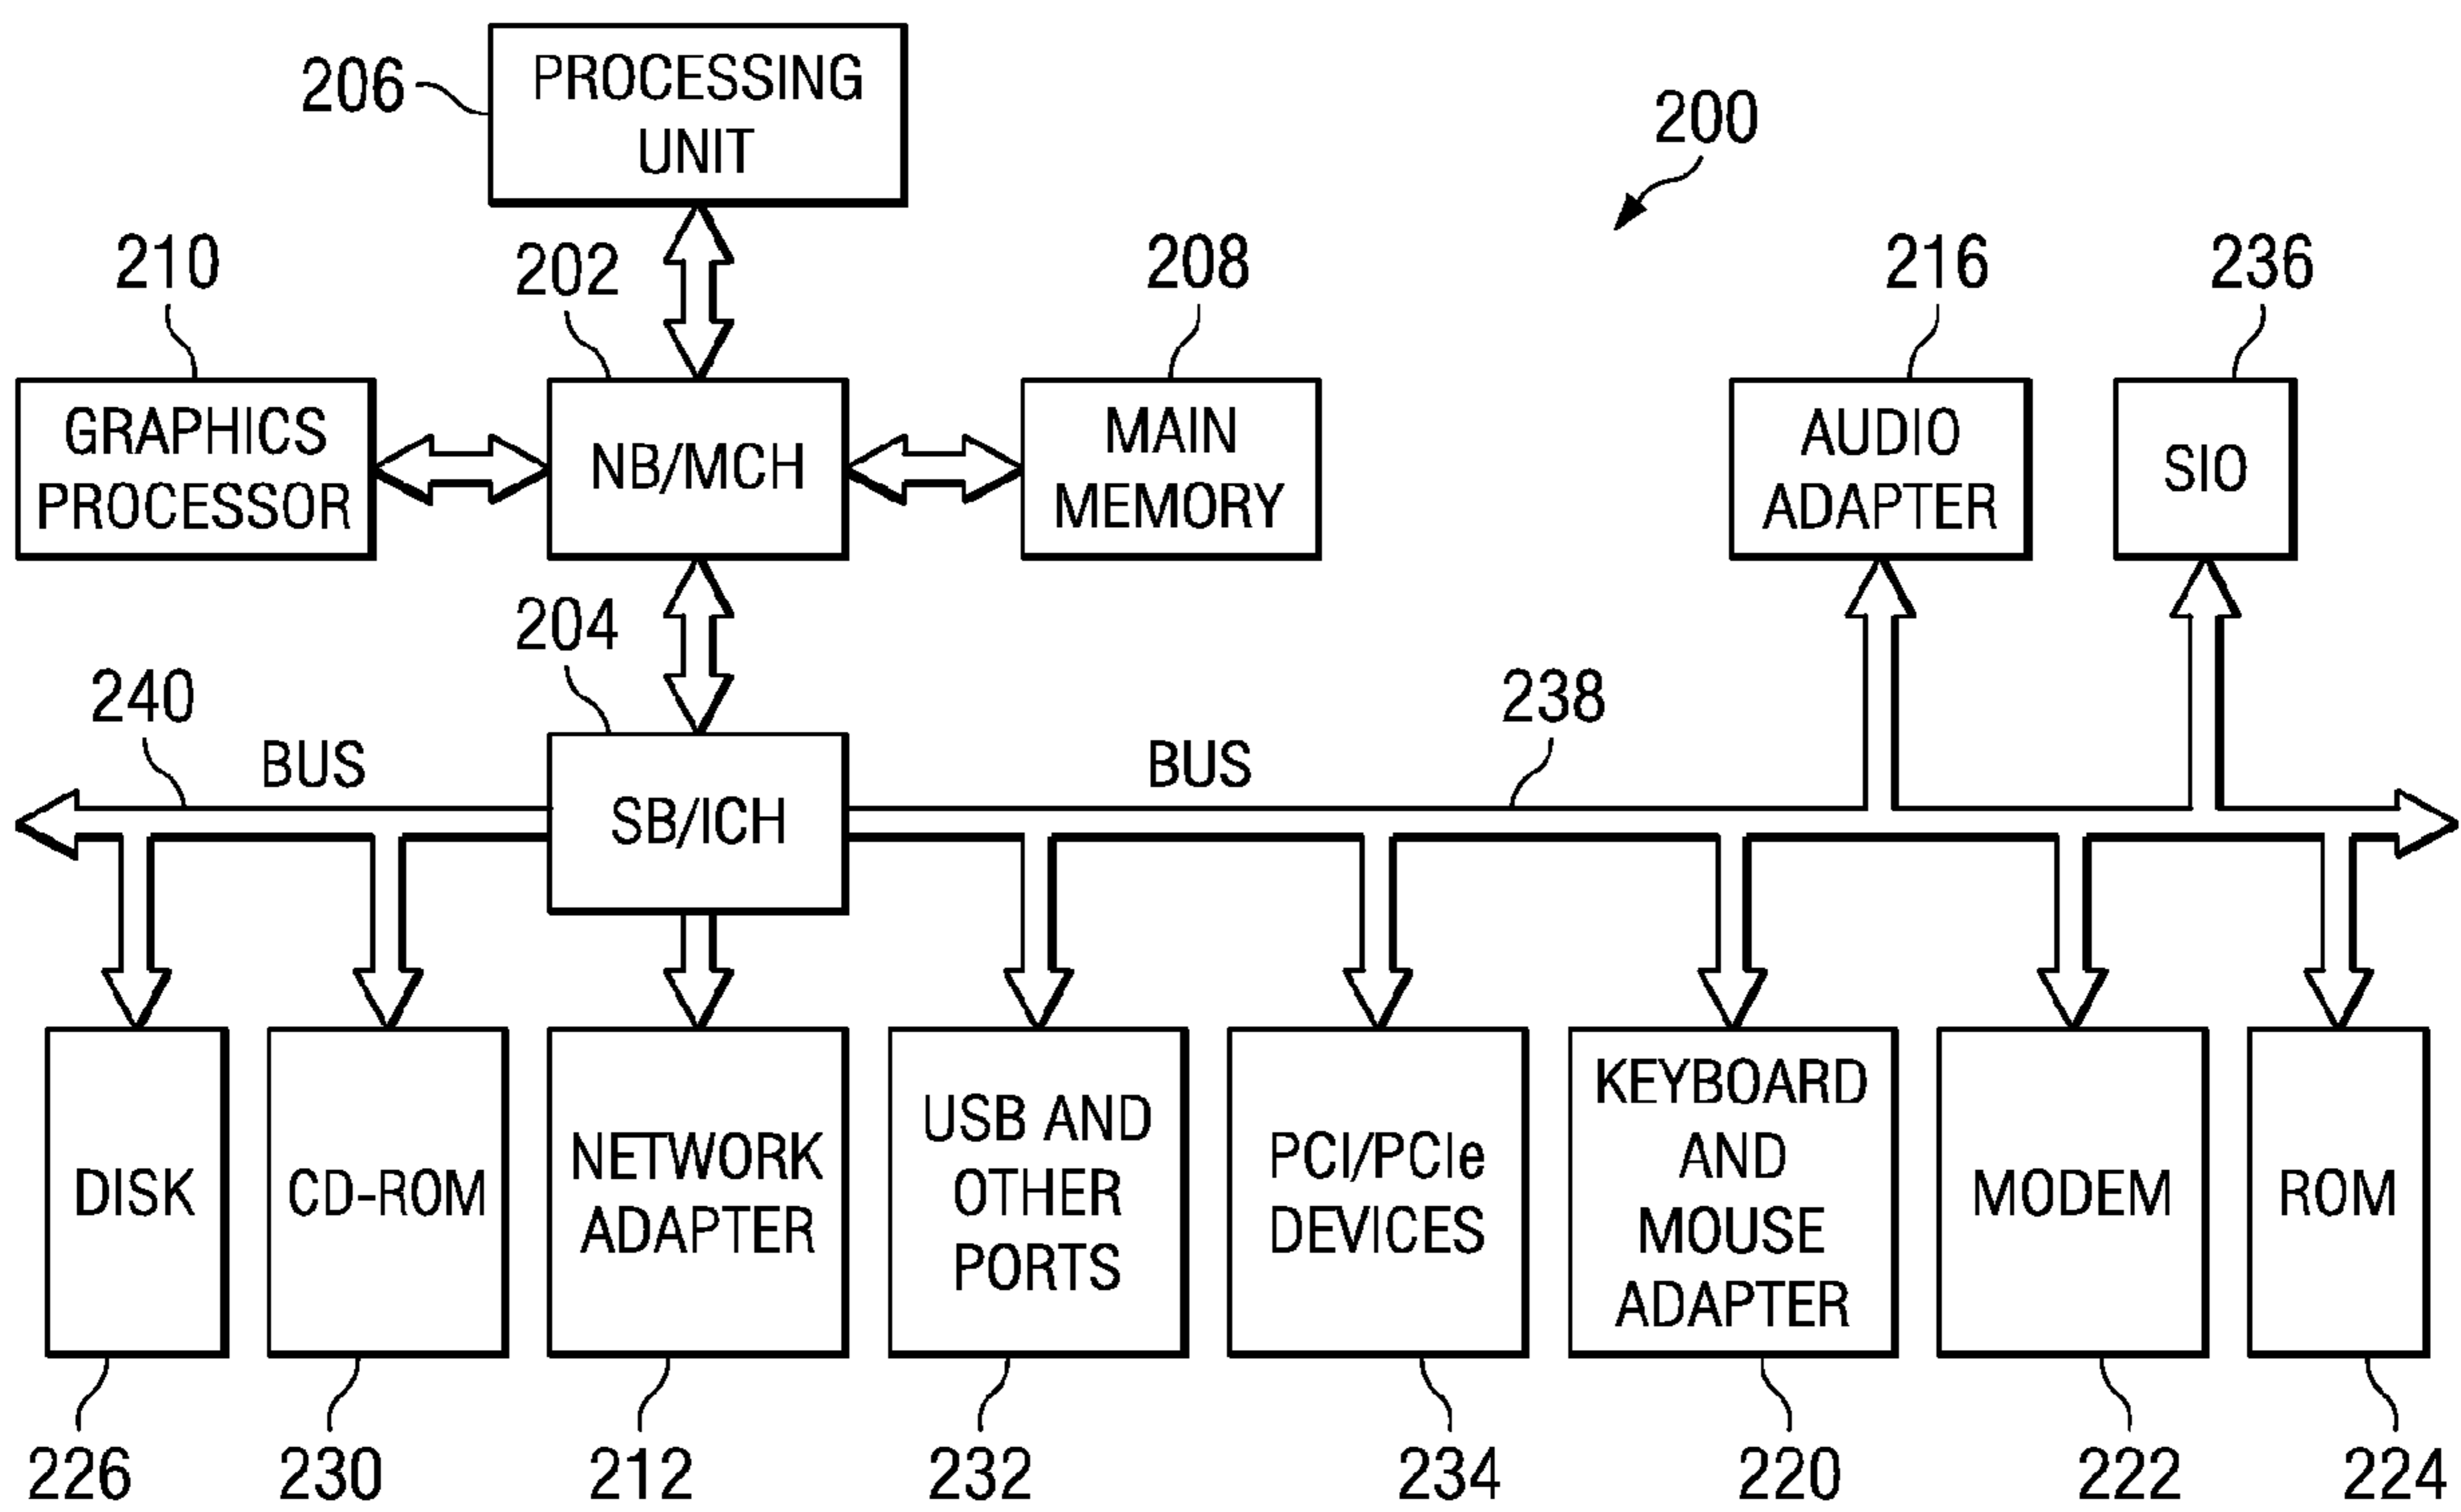 206
PROCESSING
UNIT
200
210
202
208
216
236
GRAPHICS
PROCESSOR
NB/MCH
MAIN
MEMORY
AUDIO
ADAPTER
SIO
204
240
BUS
BUS
238
SB/ICH
DISK
CD-ROM
NETWORK
ADAPTER
USB AND
OTHER
PORTS
PCI/PCIe
DEVICES
KEYBOARD
AND
MOUSE
ADAPTER
MODEM
ROM
226
230
212
232
234
220
222
224